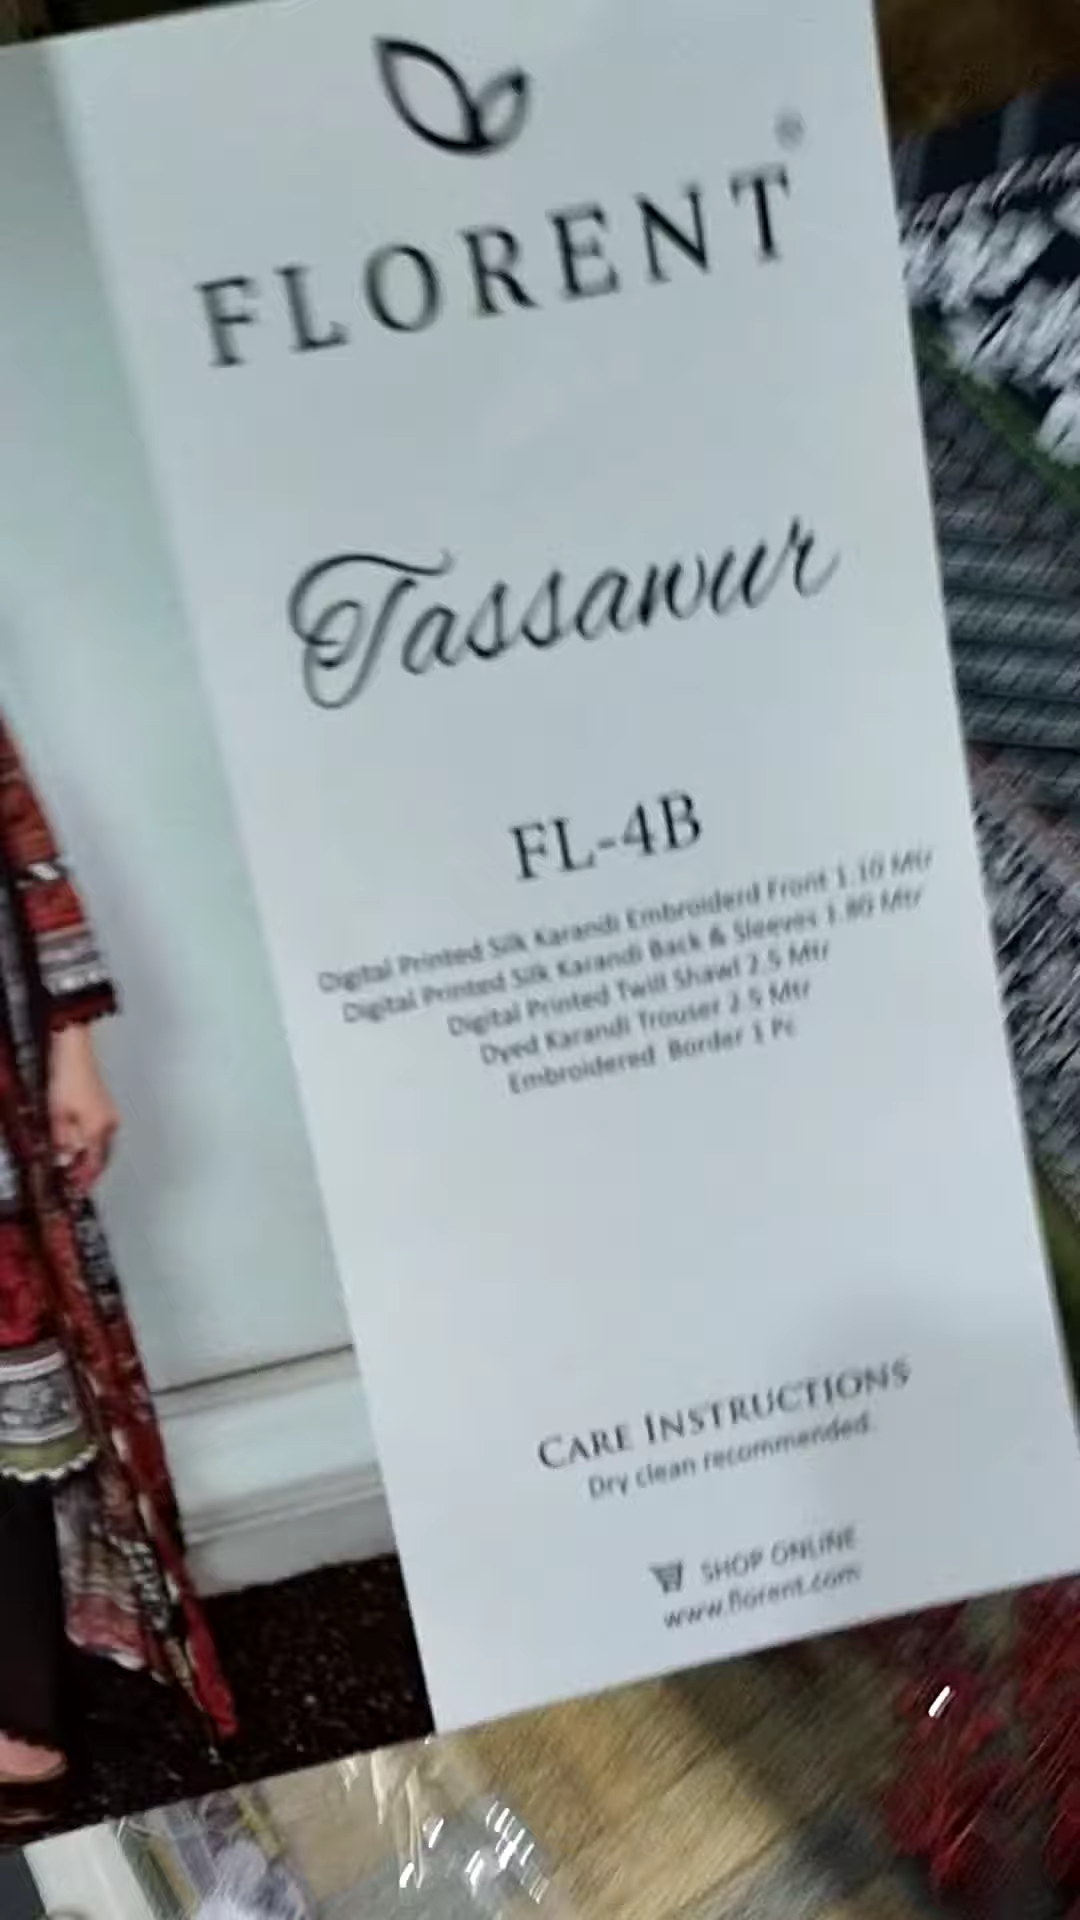 FLORENT
Tassawur
FL-4B
Digital Printed Silk Karandi Embroiderd Front 1.10 Mtr
Digital Printed Silk Karandi Back & Sleeves 1.80 Mtr
Digital Printed Twill Shawl 2.5 Mtr
Dyed Karandi Trouser 2.5 Mtr
Embroidered Border 1 Pc
CARE INSTRUCTIONS
Dry clean recommended.
SHOP ONLINE
www.florent.com